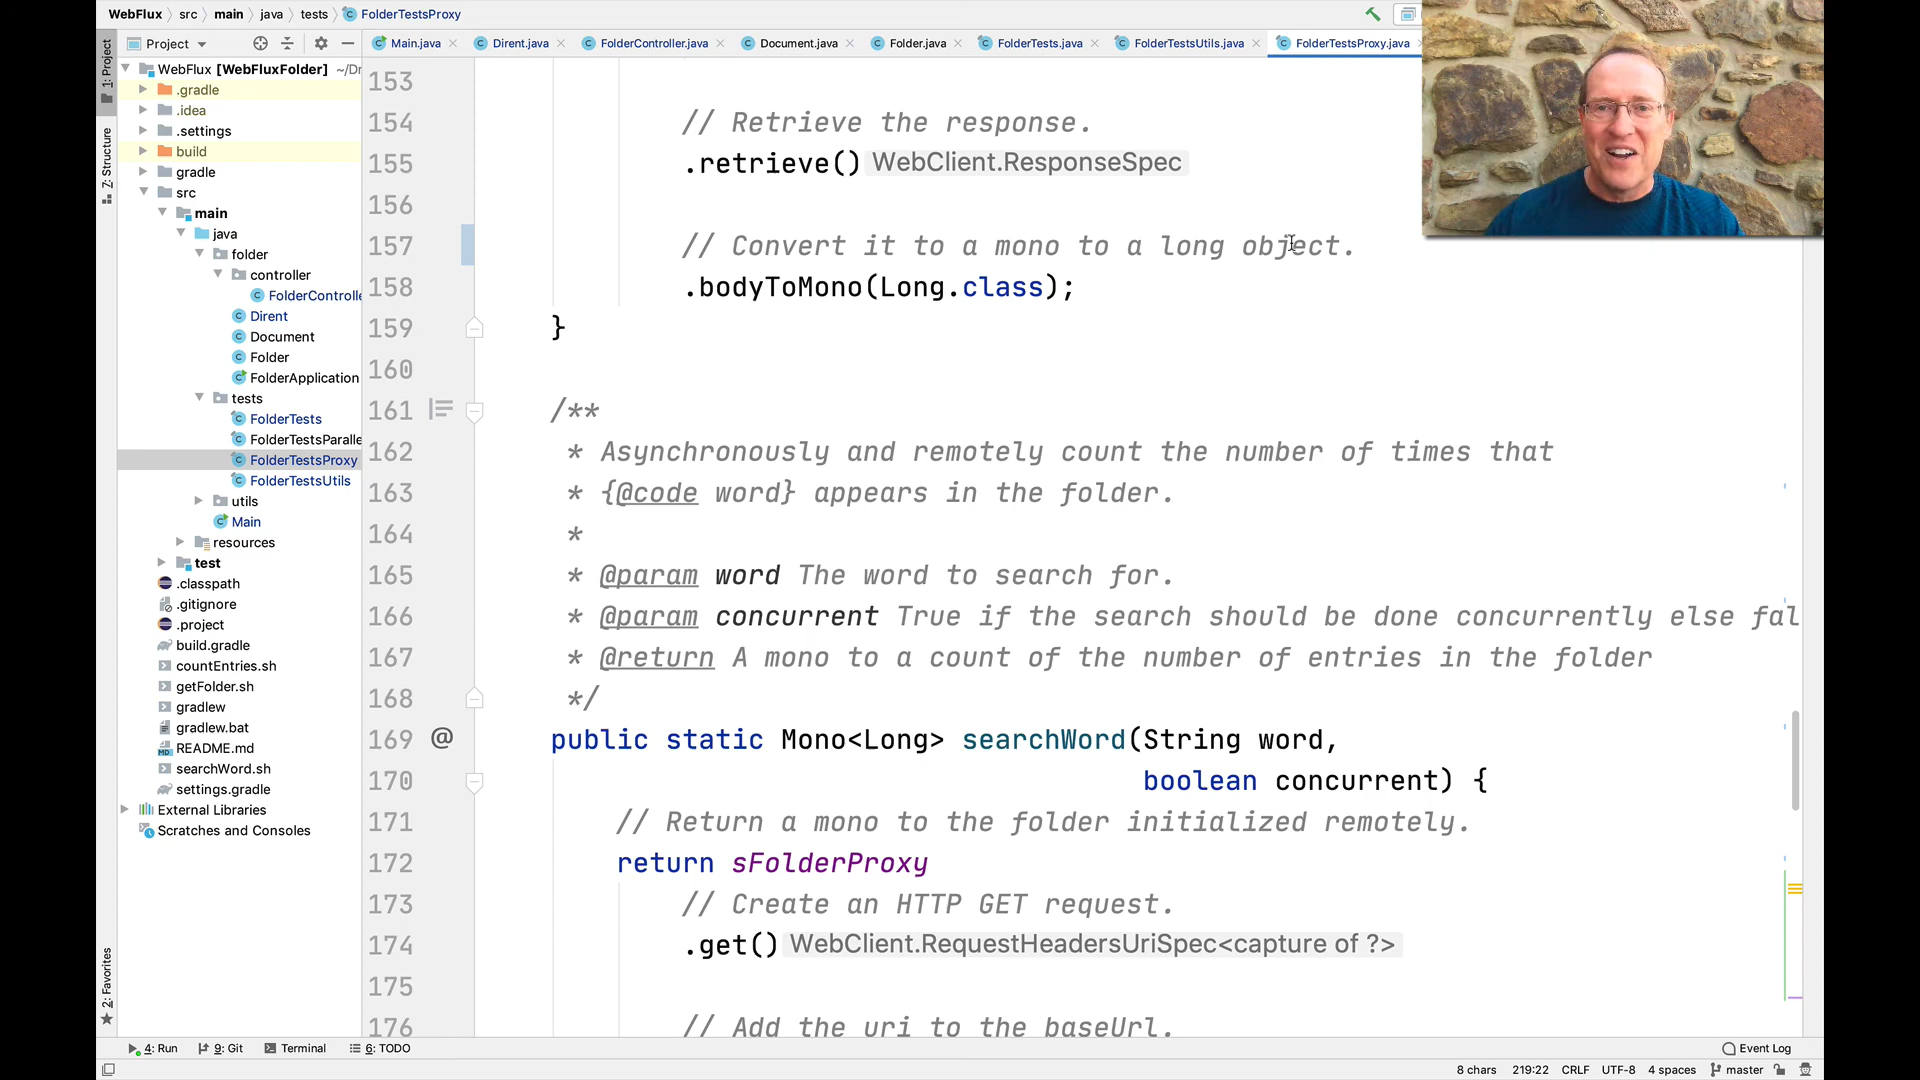 WebFlux src main java tests FolderTestsProxy
Project
Main.java Dirent.java FolderController.java Document.java Folder.java FolderTests.java FolderTestsUtils.java FolderTestsProxy.java
1: Project
7: Structure
2: Favorites
WebFlux [WebFluxFolder] ~/Dr
.gradle
.idea
.settings
build
gradle
src
main
java
folder
controller
FolderControlle
Dirent
Document
Folder
FolderApplication
tests
FolderTests
FolderTestsParalle
FolderTestsProxy
FolderTestsUtils
utils
Main
resources
test
.classpath
.gitignore
.project
build.gradle
countEntries.sh
getFolder.sh
gradlew
gradlew.bat
README.md
searchWord.sh
settings.gradle
External Libraries
Scratches and Consoles
153
154 // Retrieve the response.
155 .retrieve() WebClient.ResponseSpec
156
157 // Convert it to a mono to a long object.
158 .bodyToMono(Long.class);
159 }
160
161 /**
162 * Asynchronously and remotely count the number of times that
163 * {@code word} appears in the folder.
164 *
165 * @param word The word to search for.
166 * @param concurrent True if the search should be done concurrently else fal
167 * @return A mono to a count of the number of entries in the folder
168 */
169 @ public static Mono<Long> searchWord(String word,
170 boolean concurrent) {
171 // Return a mono to the folder initialized remotely.
172 return sFolderProxy
173 // Create an HTTP GET request.
174 .get() WebClient.RequestHeadersUriSpec<capture of ?>
175
176 // Add the uri to the baseUrl.
4: Run 9: Git Terminal 6: TODO Event Log
8 chars 219:22 CRLF UTF-8 4 spaces master